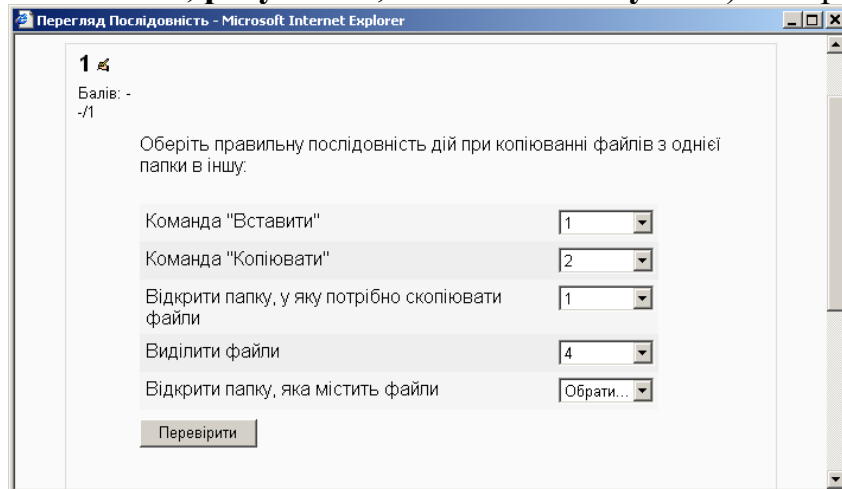 Перегляд Послідовність - Microsoft Internet Explorer
1
Балів: -
-/1
Оберіть правильну послідовність дій при копіюванні файлів з однієї
папки в іншу:
Команда "Вставити" 1
Команда "Копіювати" 2
Відкрити папку, у яку потрібно скопіювати 1
файли
Виділити файли 4
Відкрити папку, яка містить файли Обрати...
Перевірити